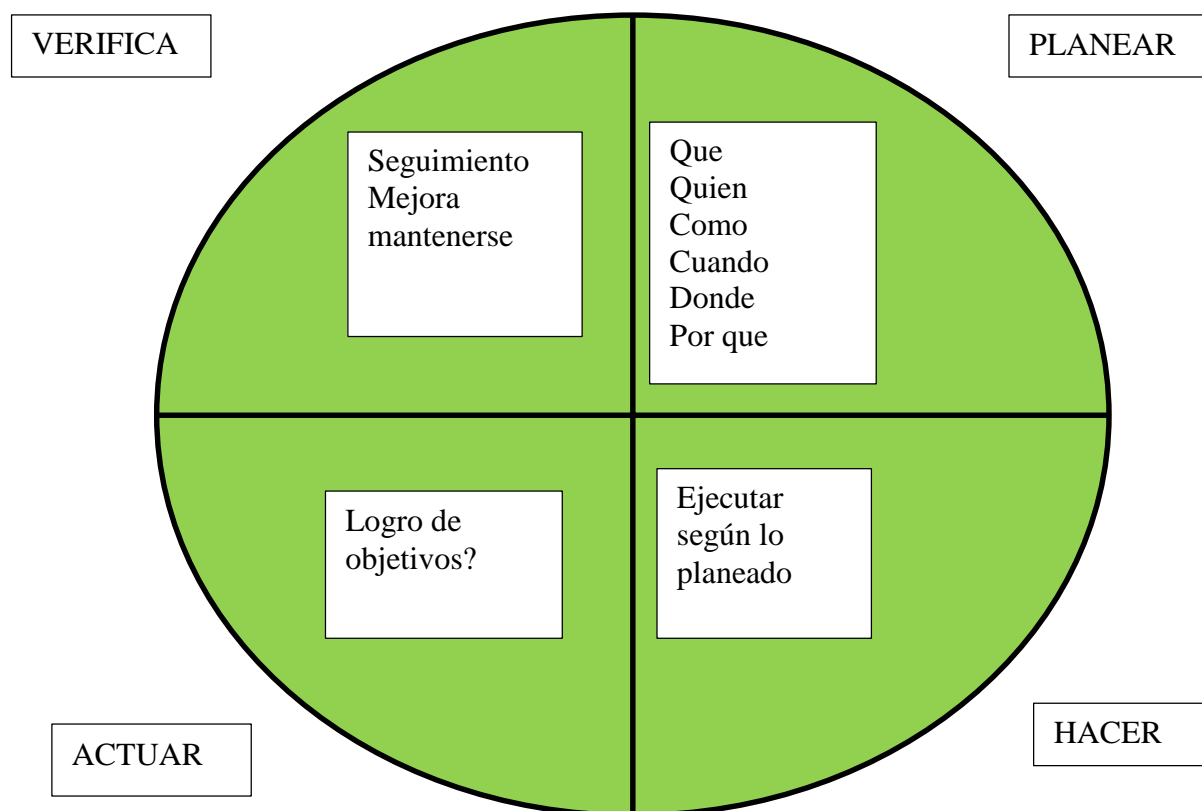 VERIFICA
PLANEAR
Seguimiento
Mejora
mantenerse
Que
Quien
Como
Cuando
Donde
Por que
Logro de
objetivos?
Ejecutar
según lo
planeado
ACTUAR
HACER